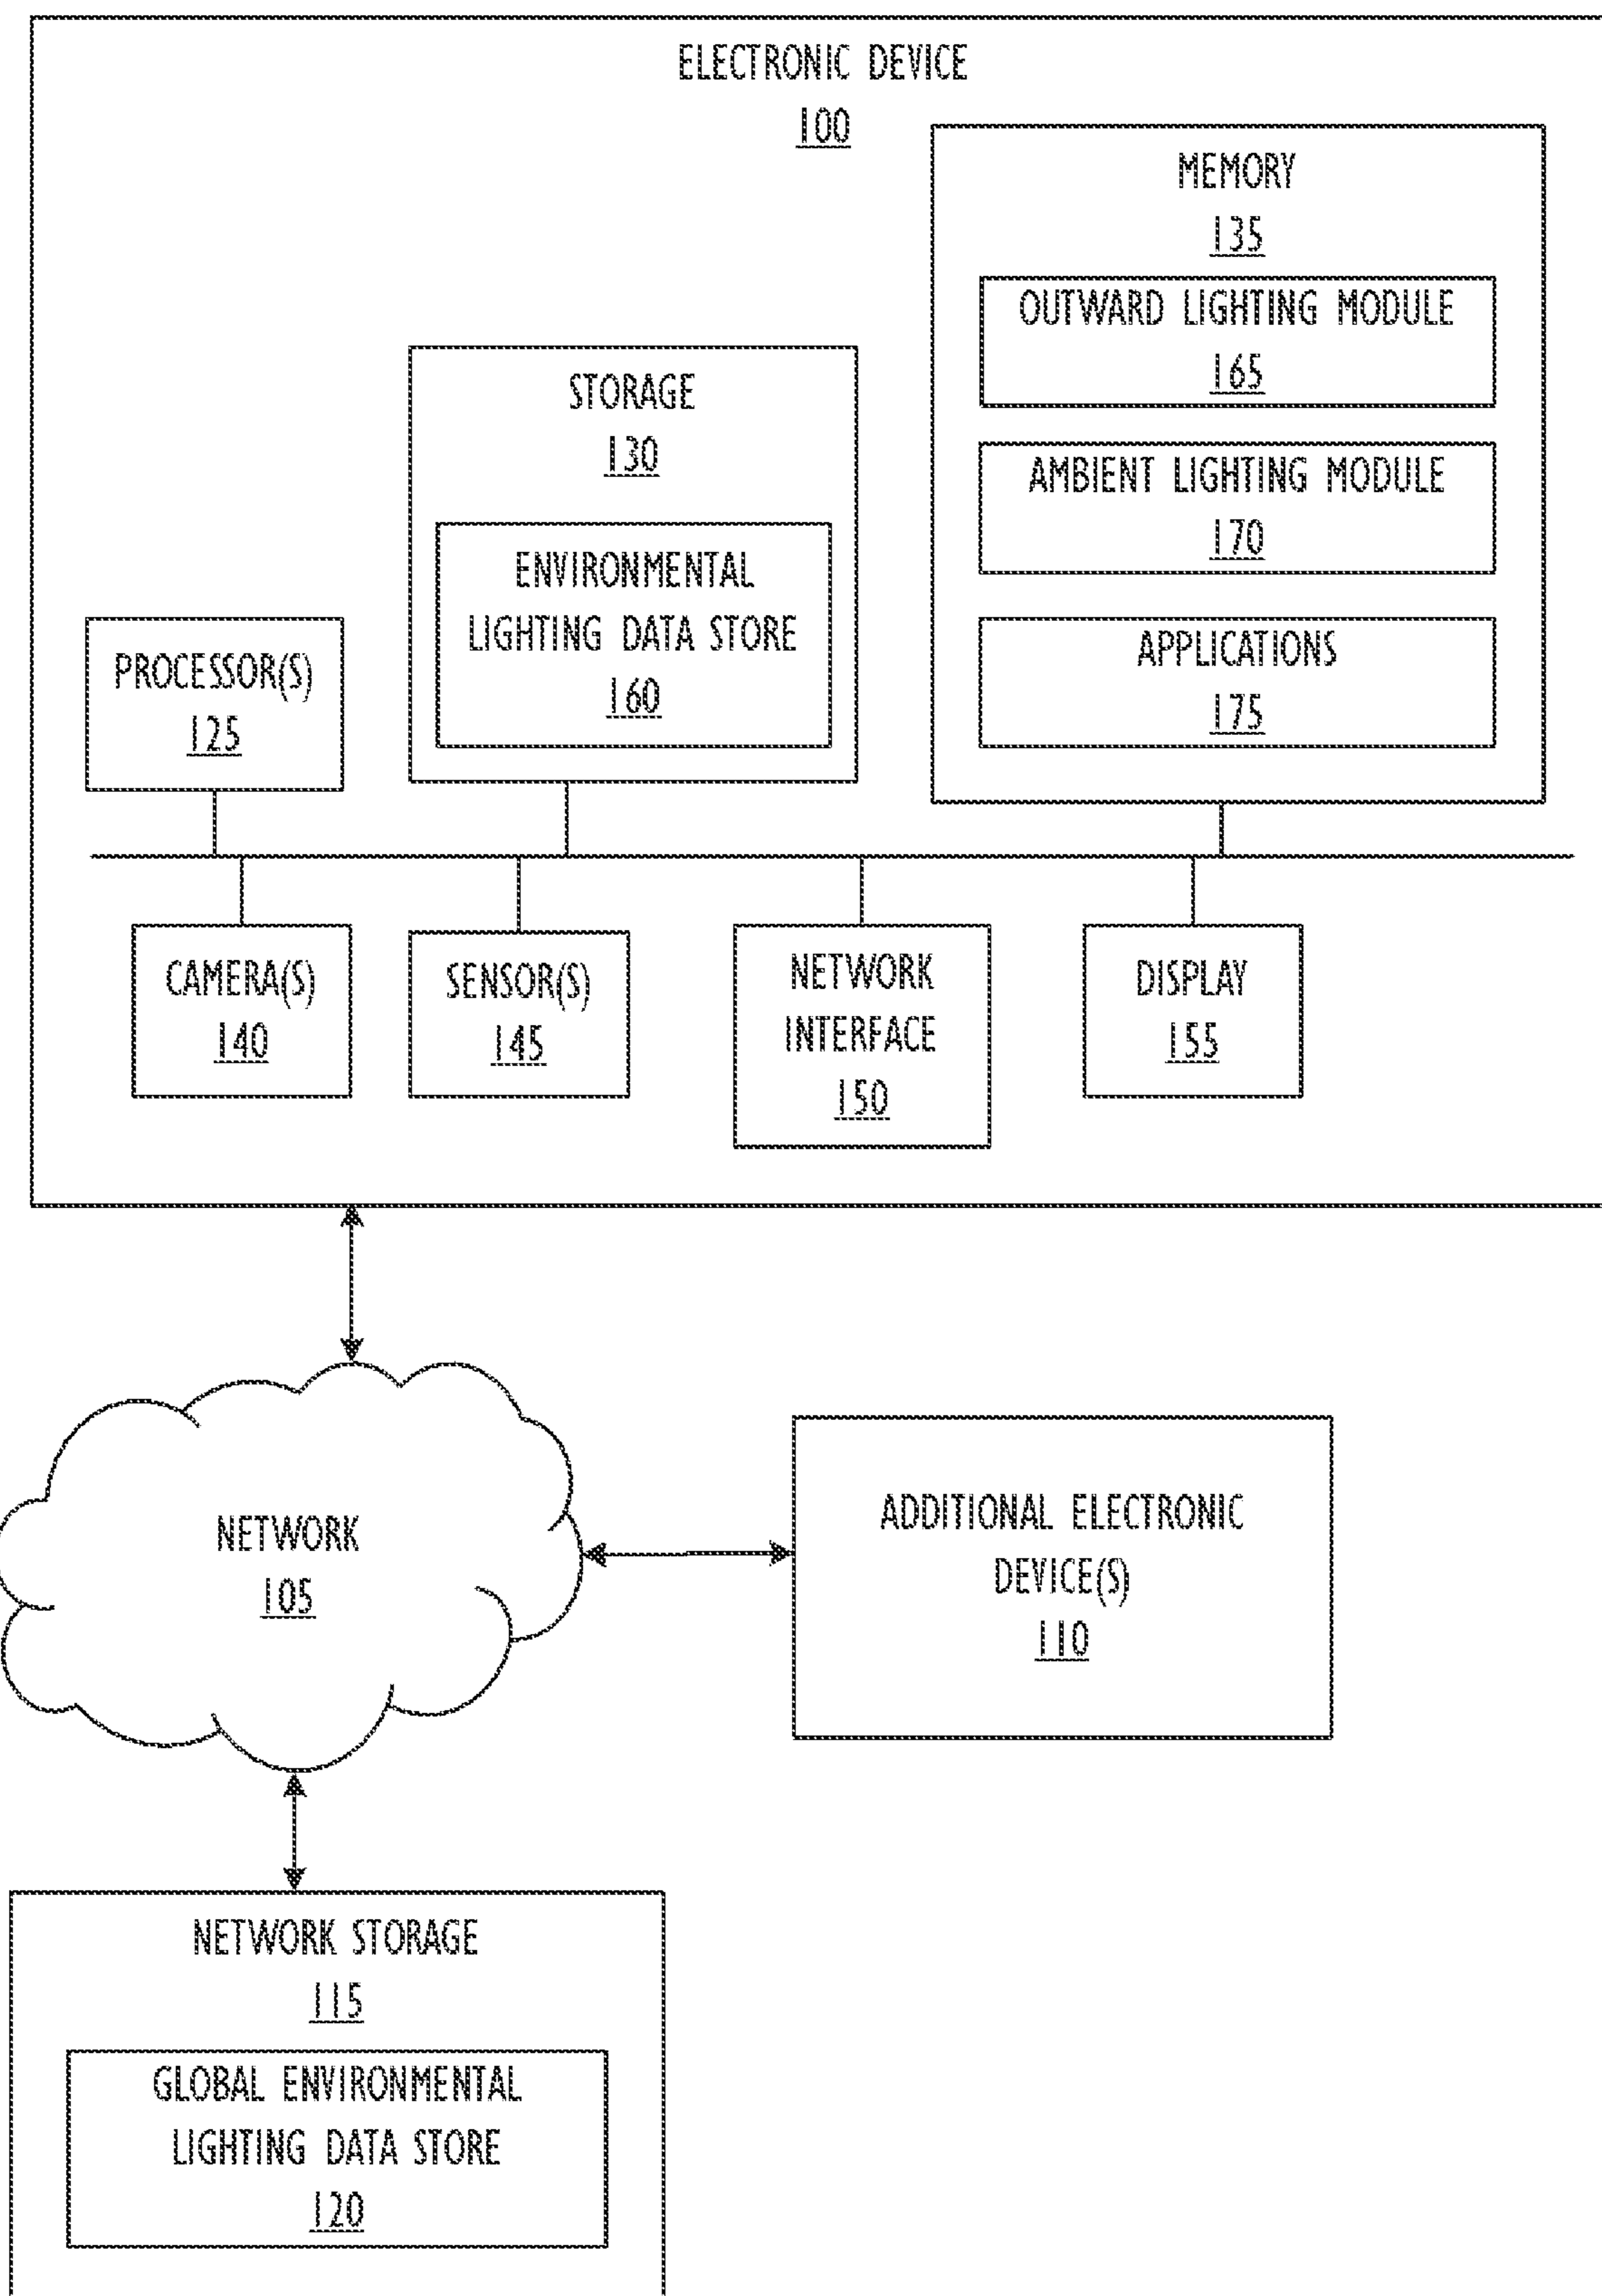 ELECTRONIC DEVICE
100
MEMORY
135
OUTWARD LIGHTING MODULE
165
AMBIENT LIGHTING MODULE
170
APPLICATIONS
175
STORAGE
130
ENVIRONMENTAL
LIGHTING DATA STORE
160
PROCESSOR(S)
125
CAMERA(S)
140
SENSOR(S)
145
NETWORK
INTERFACE
150
DISPLAY
155
NETWORK
105
ADDITIONAL ELECTRONIC
DEVICE(S)
110
NETWORK STORAGE
115
GLOBAL ENVIRONMENTAL
LIGHTING DATA STORE
120